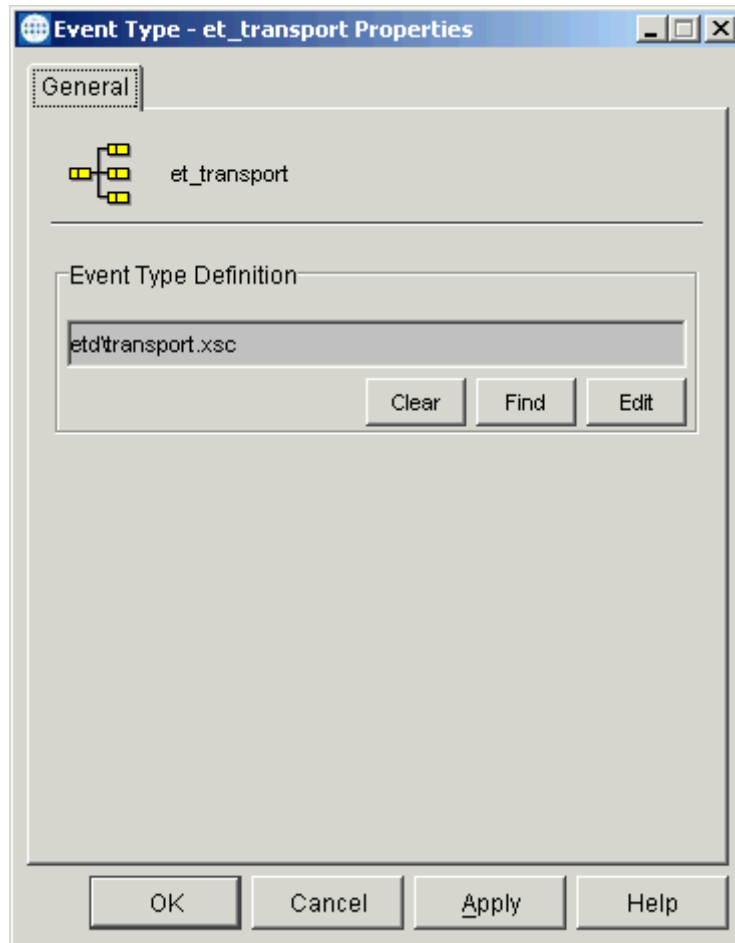 Event Type - et_transport Properties
General
et_transport
Event Type Definition
etd\transport.xsc
Clear Find Edit
OK Cancel Apply Help